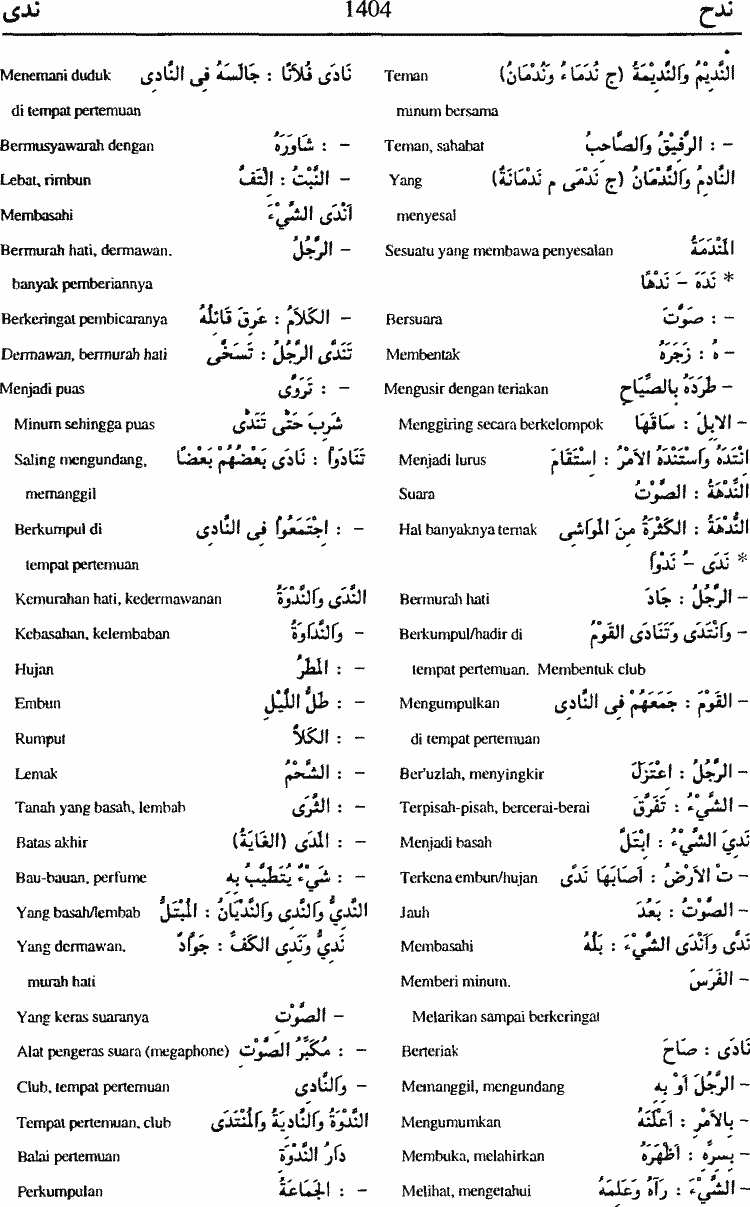 ندح 1404 ندى
النَّدِيْمُ وَالنَّدِيْمَةُ (ج نُدَمَاءُ وَنُدْمَانٌ) Teman
minum bersama
– : الرَّفِيْقُ وَالصَّاحِبُ Teman, sahabat
النَّادِمُ وَالنَّدْمَانُ (ج نَدْمَى م نَدْمَانَةٌ) Yang
menyesal
المَنْدَمَةُ Sesuatu yang membawa penyesalan
* نَدَهَ – َ نَدْهًا
– : صَوَّتَ Bersuara
– هُ : زَجَرَهُ Membentak
– طَرَدَهُ بِالصِّيَاحِ Mengusir dengan teriakan
– الاِبِلَ : سَاقَهَا Menggiring secara berkelompok
انْتَدَهَ وَاسْتَنْدَهَ الاَمْرُ : اسْتَقَامَ Menjadi lurus
النَّدْهَةُ : الصَّوْتُ Suara
النُّدْهَةُ : الكَثْرَةُ مِنَ المَوَاشِى Hal banyaknya ternak
* نَدَى – ُ نَدْوًا
– الرَّجُلُ : جَادَ Bermurah hati
– وَانْتَدَى وَتَنَادَى القَوْمُ Berkumpul/hadir di
tempat pertemuan. Membentuk club
– القَوْمَ : جَمَعَهُمْ فِى النَّادِى Mengumpulkan
di tempat pertemuan
– الرَّجُلُ : اعْتَزَلَ Ber'uzlah, menyingkir
– الشَّيْءُ : تَفَرَّقَ Terpisah-pisah, bercerai-berai
نَدِيَ الشَّيْءُ : ابْتَلَّ Menjadi basah
– تْ الاَرْضُ : اَصَابَهَا نَدًى Terkena embun/hujan
– الصَّوْتُ : بَعُدَ Jauh
نَدَّى وَاَنْدَى الشَّيْءَ : بَلَّهُ Membasahi
– الفَرَسَ Memberi minum.
Melarikan sampai berkeringat
نَادَى : صَاحَ Berteriak
– الرَّجُلَ اَوْ بِهِ Memanggil, mengundang
– بِالاَمْرِ : اَعْلَنَهُ Mengumumkan
– بِسِرِّهِ : اَظْهَرَهُ Membuka, melahirkan
– الشَّيْءَ : رَآهُ وَعَلِمَهُ Melihat, mengetahui
نَادَى فُلاَنًا : جَالَسَهُ فِى النَّادِى Menemani duduk
di tempat pertemuan
– : شَاوَرَهُ Bermusyawarah dengan
– النَّبْتُ : الْتَفَّ Lebat, rimbun
اَنْدَى الشَّيْءَ Membasahi
– الرَّجُلُ Bermurah hati, dermawan.
banyak pemberiannya
– الكَلاَمُ : عَرِقَ قَائِلُهُ Berkeringat pembicaranya
تَنَدَّى الرَّجُلُ : تَسَخَّى Dermawan, bermurah hati
– : تَرَوَّى Menjadi puas
شَرِبَ حَتَّى تَنَدَّى Minum sehingga puas
تَنَادَوْا : نَادَى بَعْضُهُمْ بَعْضًا Saling mengundang,
memanggil
– : اجْتَمَعُوْا فِى النَّادِى Berkumpul di
tempat pertemuan
النَّدَى وَالنَّدْوَةُ Kemurahan hati, kedermawanan
– وَالنَّدَاوَةُ Kebasahan, kelembaban
– : المَطَرُ Hujan
– : طَلُّ اللَّيْلِ Embun
– : الكَلأُ Rumput
– : الشَّحْمُ Lemak
– : الثَّرَى Tanah yang basah, lembab
– : المَدَى (الغَايَةُ) Batas akhir
– : شَيْءٌ يُتَطَيَّبُ بِهِ Bau-bauan, perfume
النَّدِيُّ وَالنَّدِى وَالنَّدْيَانُ : المُبْتَلُّ Yang basah/lembab
نَدِيُّ وَنَدِى الكَفِّ : جَوَادٌ Yang dermawan,
murah hati
– الصَّوْتِ Yang keras suaranya
– : مُكَبِّرُ الصَّوْتِ Alat pengeras suara (megaphone)
– وَالنَّادِى Club, tempat pertemuan
النَّدْوَةُ وَالنَّادِيَةُ وَالمُنْتَدَى Tempat pertemuan, club
دَارُ النَّدْوَةِ Balai pertemuan
– : الجَمَاعَةُ Perkumpulan